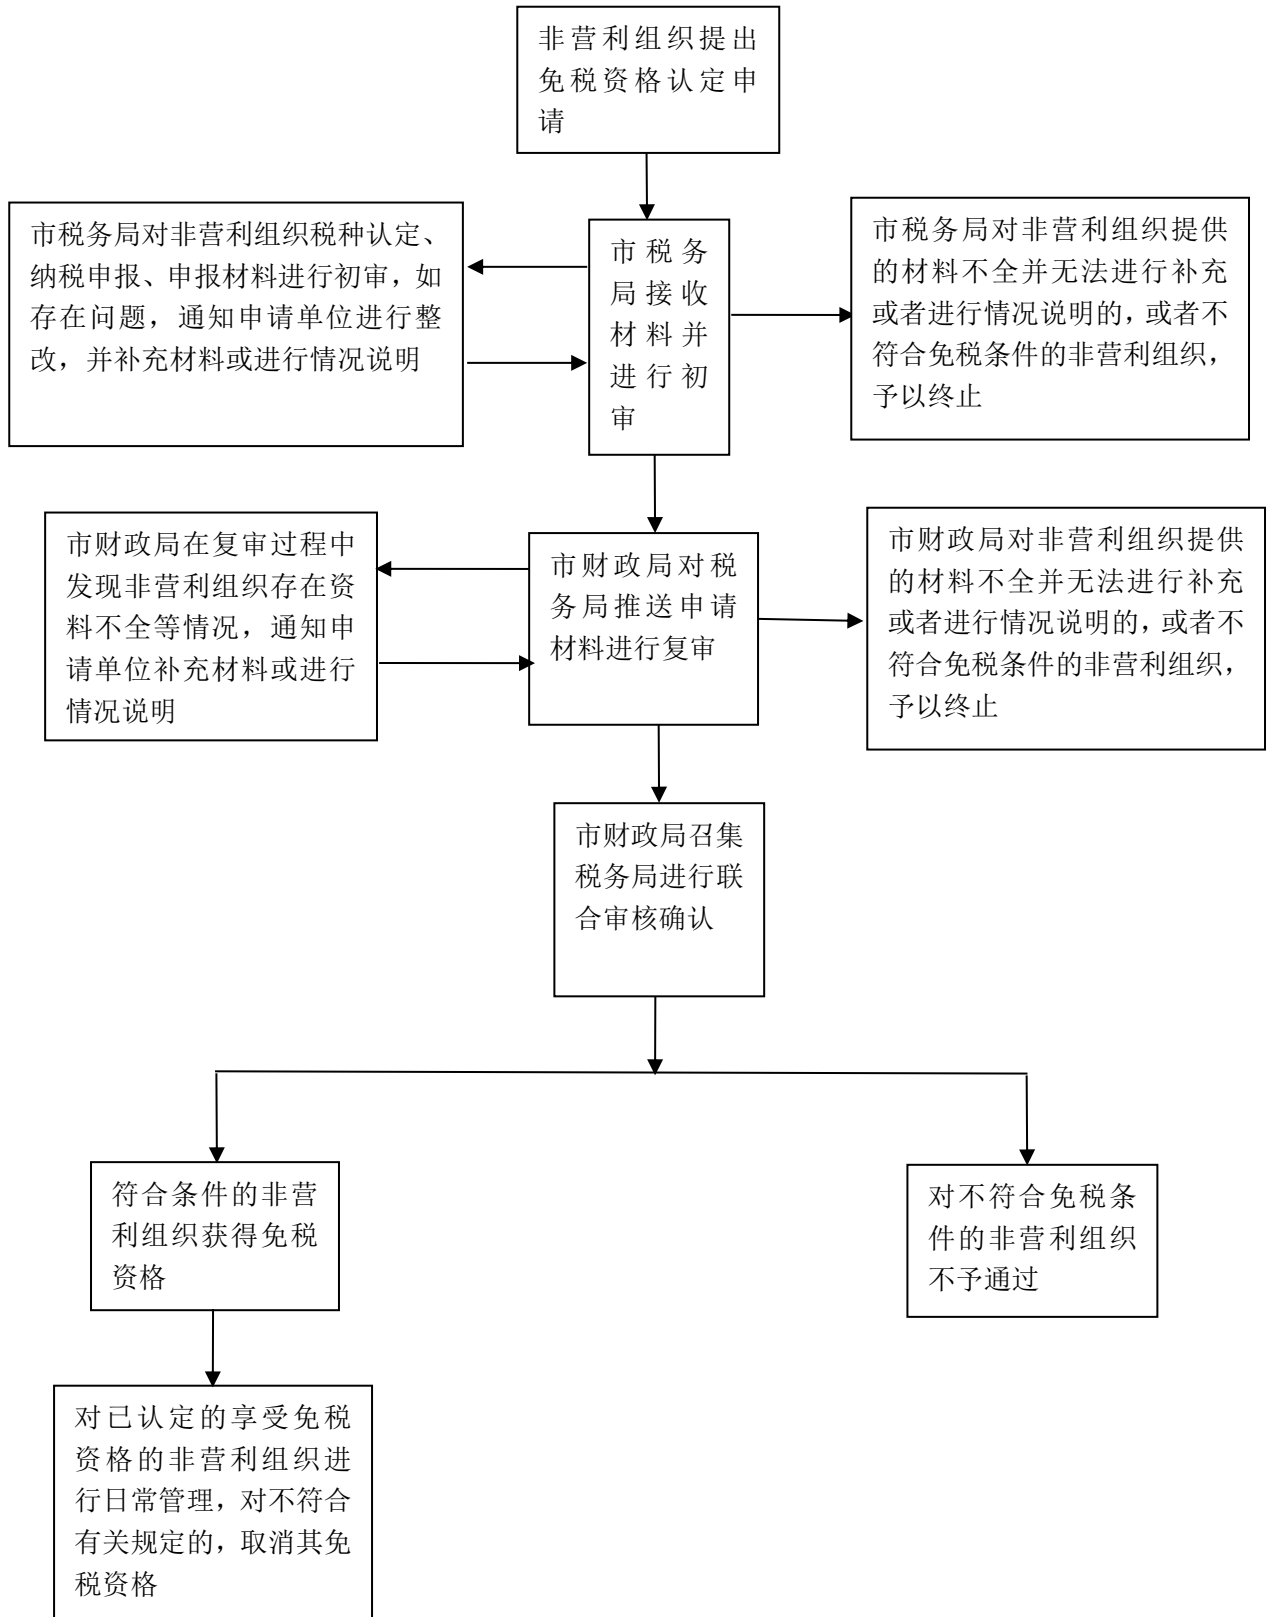 非营利组织提出
免税资格认定申
请
市税务局对非营利组织税种认定、
纳税申报、申报材料进行初审，如
存在问题，通知申请单位进行整
改，并补充材料或进行情况说明
市税务
局接收
材料并
进行初
审
市税务局对非营利组织提供
的材料不全并无法进行补充
或者进行情况说明的，或者不
符合免税条件的非营利组织，
予以终止
市财政局在复审过程中
发现非营利组织存在资
料不全等情况，通知申
请单位补充材料或进行
情况说明
市财政局对税
务局推送申请
材料进行复审
市财政局对非营利组织提供
的材料不全并无法进行补充
或者进行情况说明的，或者不
符合免税条件的非营利组织，
予以终止
市财政局召集
税务局进行联
合审核确认
符合条件的非营
利组织获得免税
资格
对不符合免税条
件的非营利组织
不予通过
对已认定的享受免税
资格的非营利组织进
行日常管理，对不符合
有关规定的，取消其免
税资格